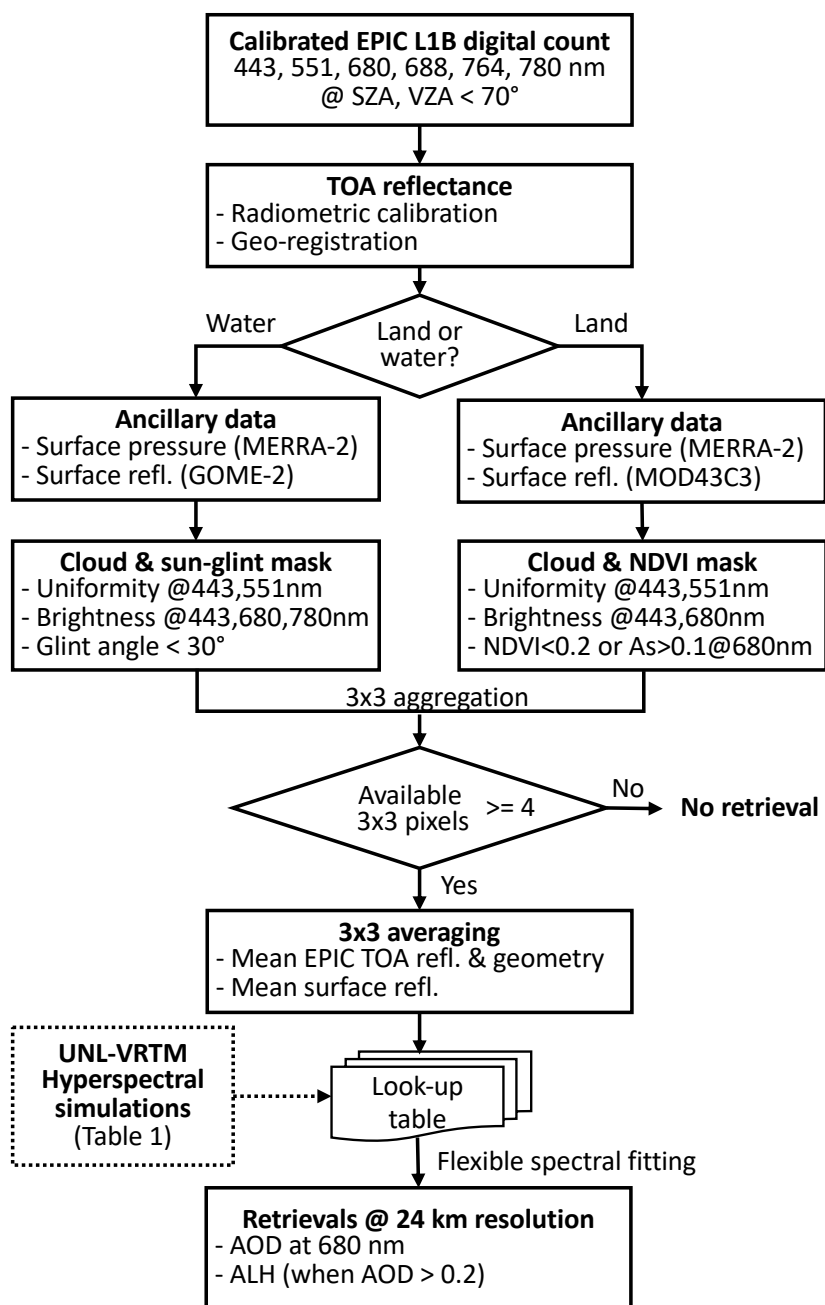 Calibrated EPIC L1B digital count
443, 551, 680, 688, 764, 780 nm
@ SZA, VZA < 70°
TOA reflectance
- Radiometric calibration
- Geo-registration
Water
Land or
water?
Land
Ancillary data
- Surface pressure (MERRA-2)
- Surface refl. (GOME-2)
Ancillary data
- Surface pressure (MERRA-2)
- Surface refl. (MOD43C3)
Cloud & sun-glint mask
- Uniformity @443,551nm
- Brightness @443,680,780nm
- Glint angle < 30°
Cloud & NDVI mask
- Uniformity @443,551nm
- Brightness @443,680nm
- NDVI<0.2 or As>0.1@680nm
3x3 aggregation
Available
3x3 pixels
>= 4
No
No retrieval
Yes
3x3 averaging
- Mean EPIC TOA refl. & geometry
- Mean surface refl.
UNL-VRTM
Hyperspectral
simulations
(Table 1)
Look-up
table
Flexible spectral fitting
Retrievals @ 24 km resolution
- AOD at 680 nm
- ALH (when AOD > 0.2)